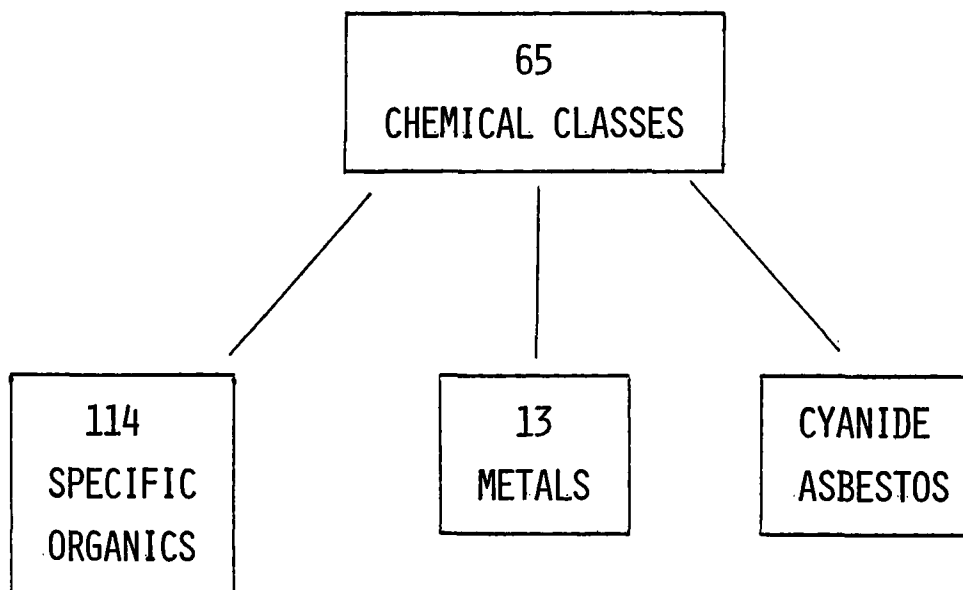 65
CHEMICAL CLASSES
114
SPECIFIC
ORGANICS
13
METALS
CYANIDE
ASBESTOS